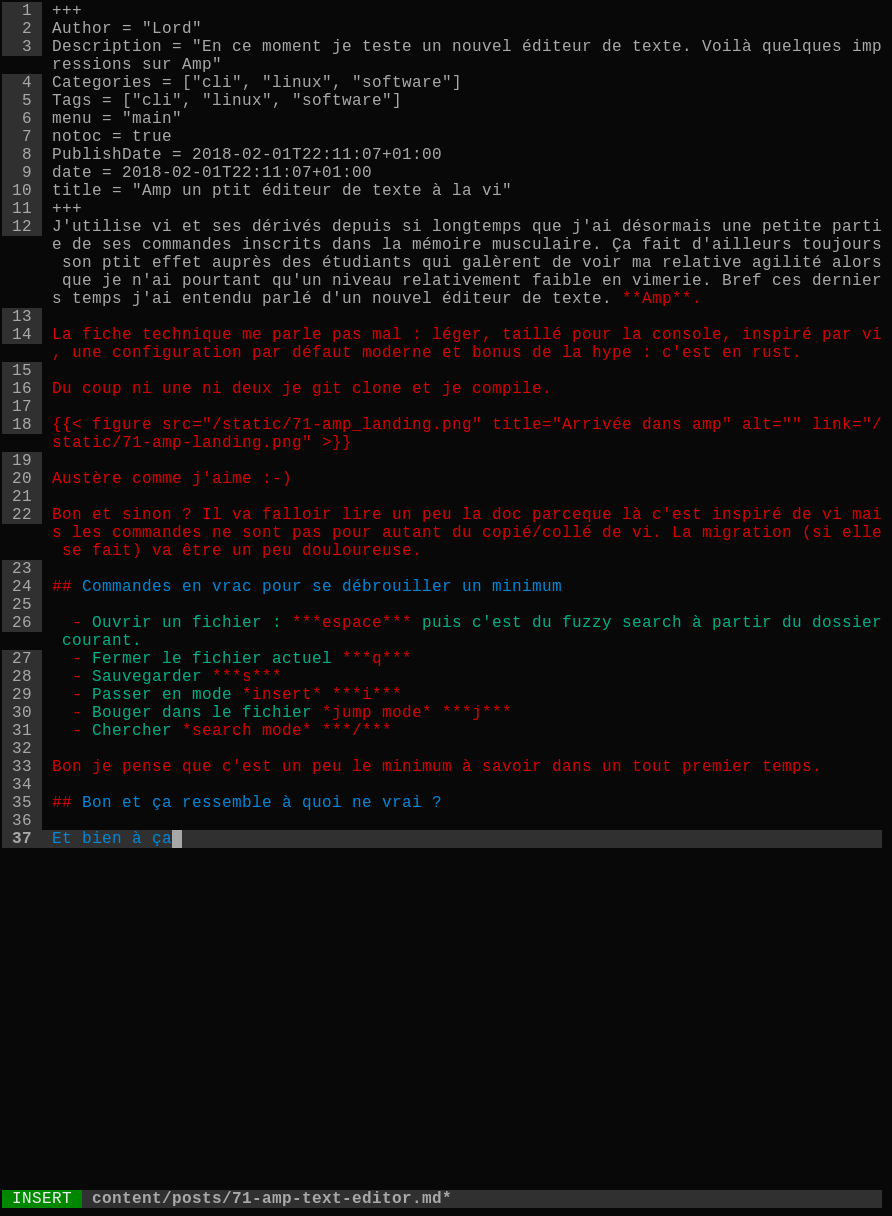 1 +++
2 Author = "Lord"
3 Description = "En ce moment je teste un nouvel éditeur de texte. Voilà quelques imp
ressions sur Amp"
4 Categories = ["cli", "linux", "software"]
5 Tags = ["cli", "linux", "software"]
6 menu = "main"
7 notoc = true
8 PublishDate = 2018-02-01T22:11:07+01:00
9 date = 2018-02-01T22:11:07+01:00
10 title = "Amp un ptit éditeur de texte à la vi"
11 +++
12 J'utilise vi et ses dérivés depuis si longtemps que j'ai désormais une petite parti
e de ses commandes inscrits dans la mémoire musculaire. Ça fait d'ailleurs toujours
son ptit effet auprès des étudiants qui galèrent de voir ma relative agilité alors
que je n'ai pourtant qu'un niveau relativement faible en vimerie. Bref ces dernier
s temps j'ai entendu parlé d'un nouvel éditeur de texte. **Amp**.
13
14 La fiche technique me parle pas mal : léger, taillé pour la console, inspiré par vi
, une configuration par défaut moderne et bonus de la hype : c'est en rust.
15
16 Du coup ni une ni deux je git clone et je compile.
17
18 {{< figure src="/static/71-amp_landing.png" title="Arrivée dans amp" alt="" link="/
static/71-amp-landing.png" >}}
19
20 Austère comme j'aime :-)
21
22 Bon et sinon ? Il va falloir lire un peu la doc parceque là c'est inspiré de vi mai
s les commandes ne sont pas pour autant du copié/collé de vi. La migration (si elle
se fait) va être un peu douloureuse.
23
24 ## Commandes en vrac pour se débrouiller un minimum
25
26 - Ouvrir un fichier : ***espace*** puis c'est du fuzzy search à partir du dossier
courant.
27 - Fermer le fichier actuel ***q***
28 - Sauvegarder ***s***
29 - Passer en mode *insert* ***i***
30 - Bouger dans le fichier *jump mode* ***j***
31 - Chercher *search mode* ***/***
32
33 Bon je pense que c'est un peu le minimum à savoir dans un tout premier temps.
34
35 ## Bon et ça ressemble à quoi ne vrai ?
36
37 Et bien à ça
INSERT content/posts/71-amp-text-editor.md*